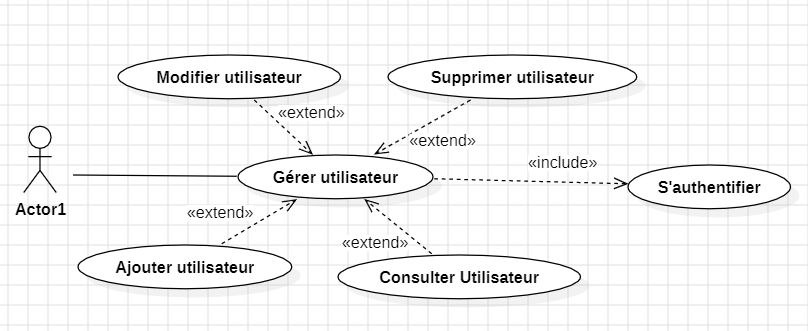 Modifier utilisateur
Supprimer utilisateur
«extend»
«extend»
«include»
Gérer utilisateur
S'authentifier
Actor1
«extend»
«extend»
Ajouter utilisateur
Consulter Utilisateur